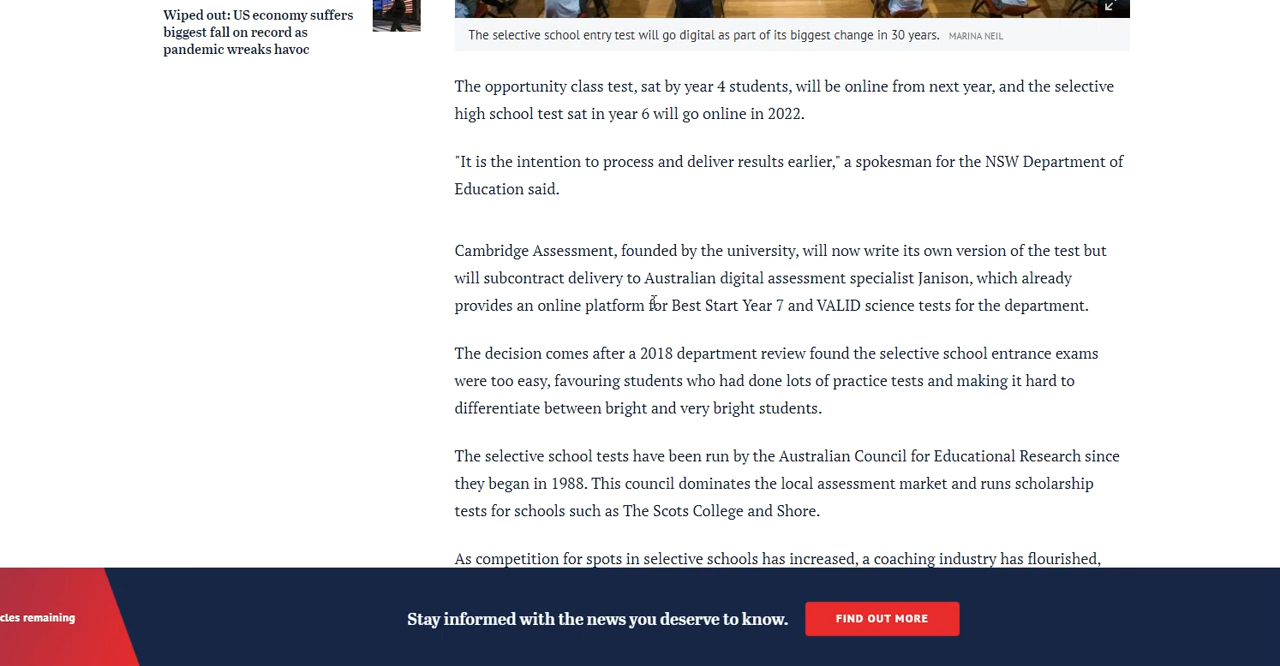 Wiped out: US economy suffers
biggest fall on record as
pandemic wreaks havoc
The selective school entry test will go digital as part of its biggest change in 30 years. MARINA NEIL
The opportunity class test, sat by year 4 students, will be online from next year, and the selective
high school test sat in year 6 will go online in 2022.
"It is the intention to process and deliver results earlier," a spokesman for the NSW Department of
Education said.
Cambridge Assessment, founded by the university, will now write its own version of the test but
will subcontract delivery to Australian digital assessment specialist Janison, which already
provides an online platform for Best Start Year 7 and VALID science tests for the department.
The decision comes after a 2018 department review found the selective school entrance exams
were too easy, favouring students who had done lots of practice tests and making it hard to
differentiate between bright and very bright students.
The selective school tests have been run by the Australian Council for Educational Research since
they began in 1988. This council dominates the local assessment market and runs scholarship
tests for schools such as The Scots College and Shore.
As competition for spots in selective schools has increased, a coaching industry has flourished,
cles remaining
Stay informed with the news you deserve to know.
FIND OUT MORE